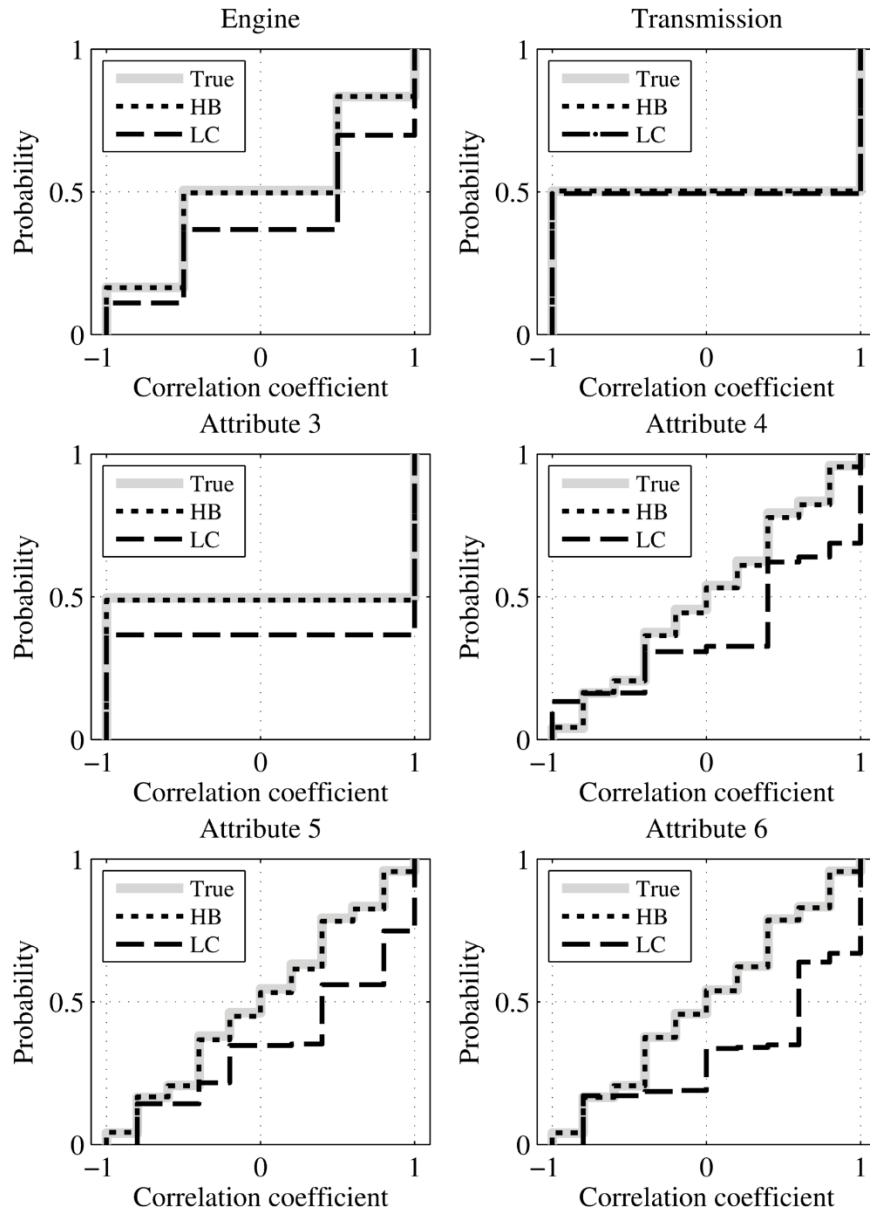 Engine
1
True
HB
LC
0.5
0
Probability
−1 0 1
Correlation coefficient
Transmission
1
True
HB
LC
0.5
0
Probability
−1 0 1
Correlation coefficient
Attribute 3
1
True
HB
LC
0.5
0
Probability
−1 0 1
Correlation coefficient
Attribute 4
1
True
HB
LC
0.5
0
Probability
−1 0 1
Correlation coefficient
Attribute 5
1
True
HB
LC
0.5
0
Probability
−1 0 1
Correlation coefficient
Attribute 6
1
True
HB
LC
0.5
0
Probability
−1 0 1
Correlation coefficient